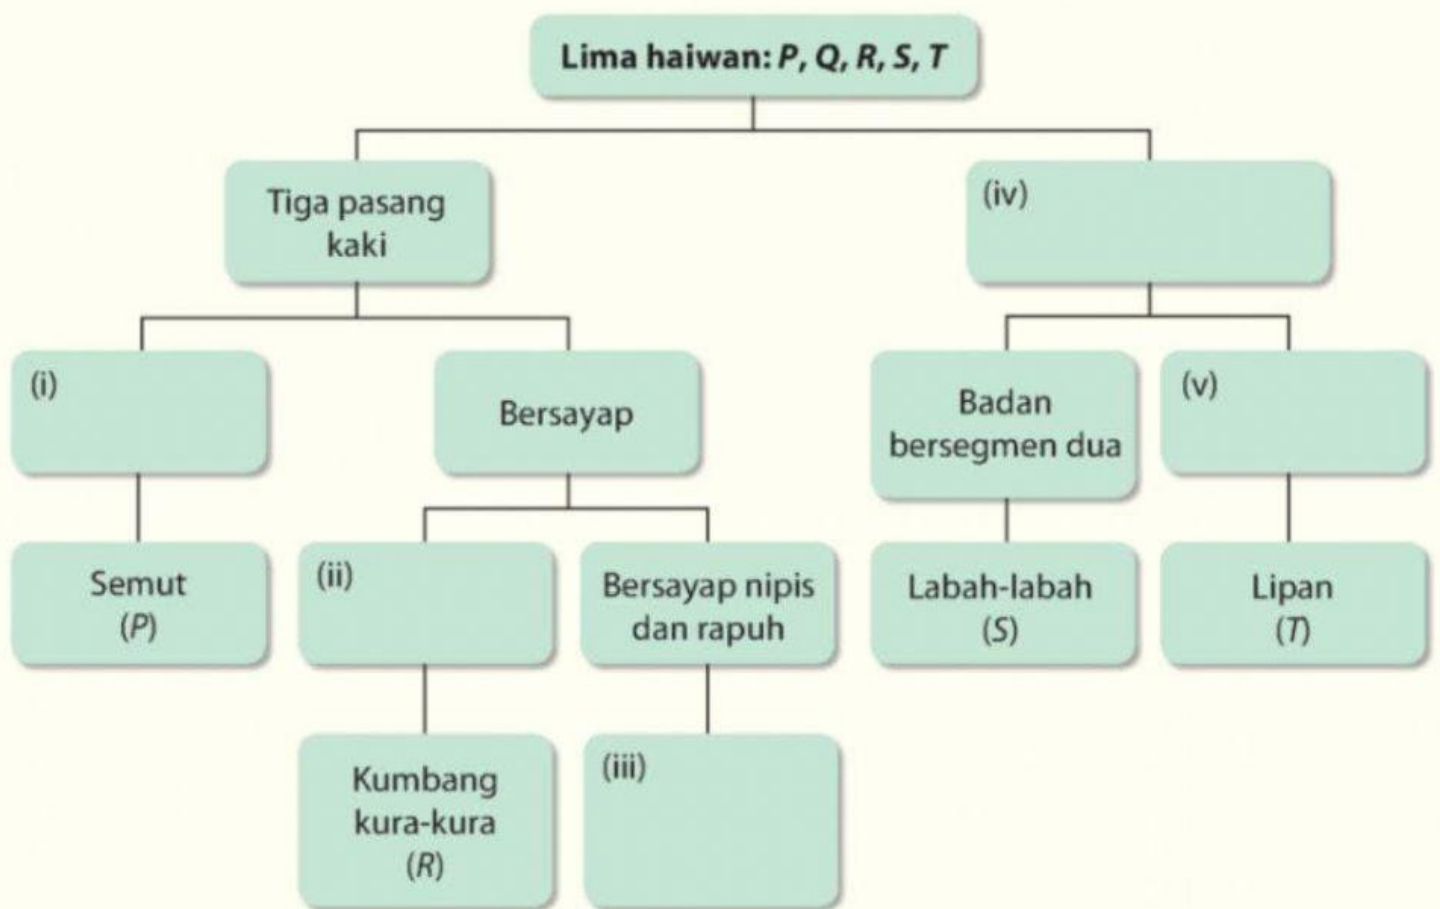 Lima haiwan: P, Q, R, S, T
Tiga pasang
kaki
(iv)
(i)
Bersayap
Badan
bersegmen dua
(v)
Semut
(P)
(ii)
Bersayap nipis
dan rapuh
Labah-labah
(S)
Lipan
(T)
Kumbang
kura-kura
(R)
(iii)